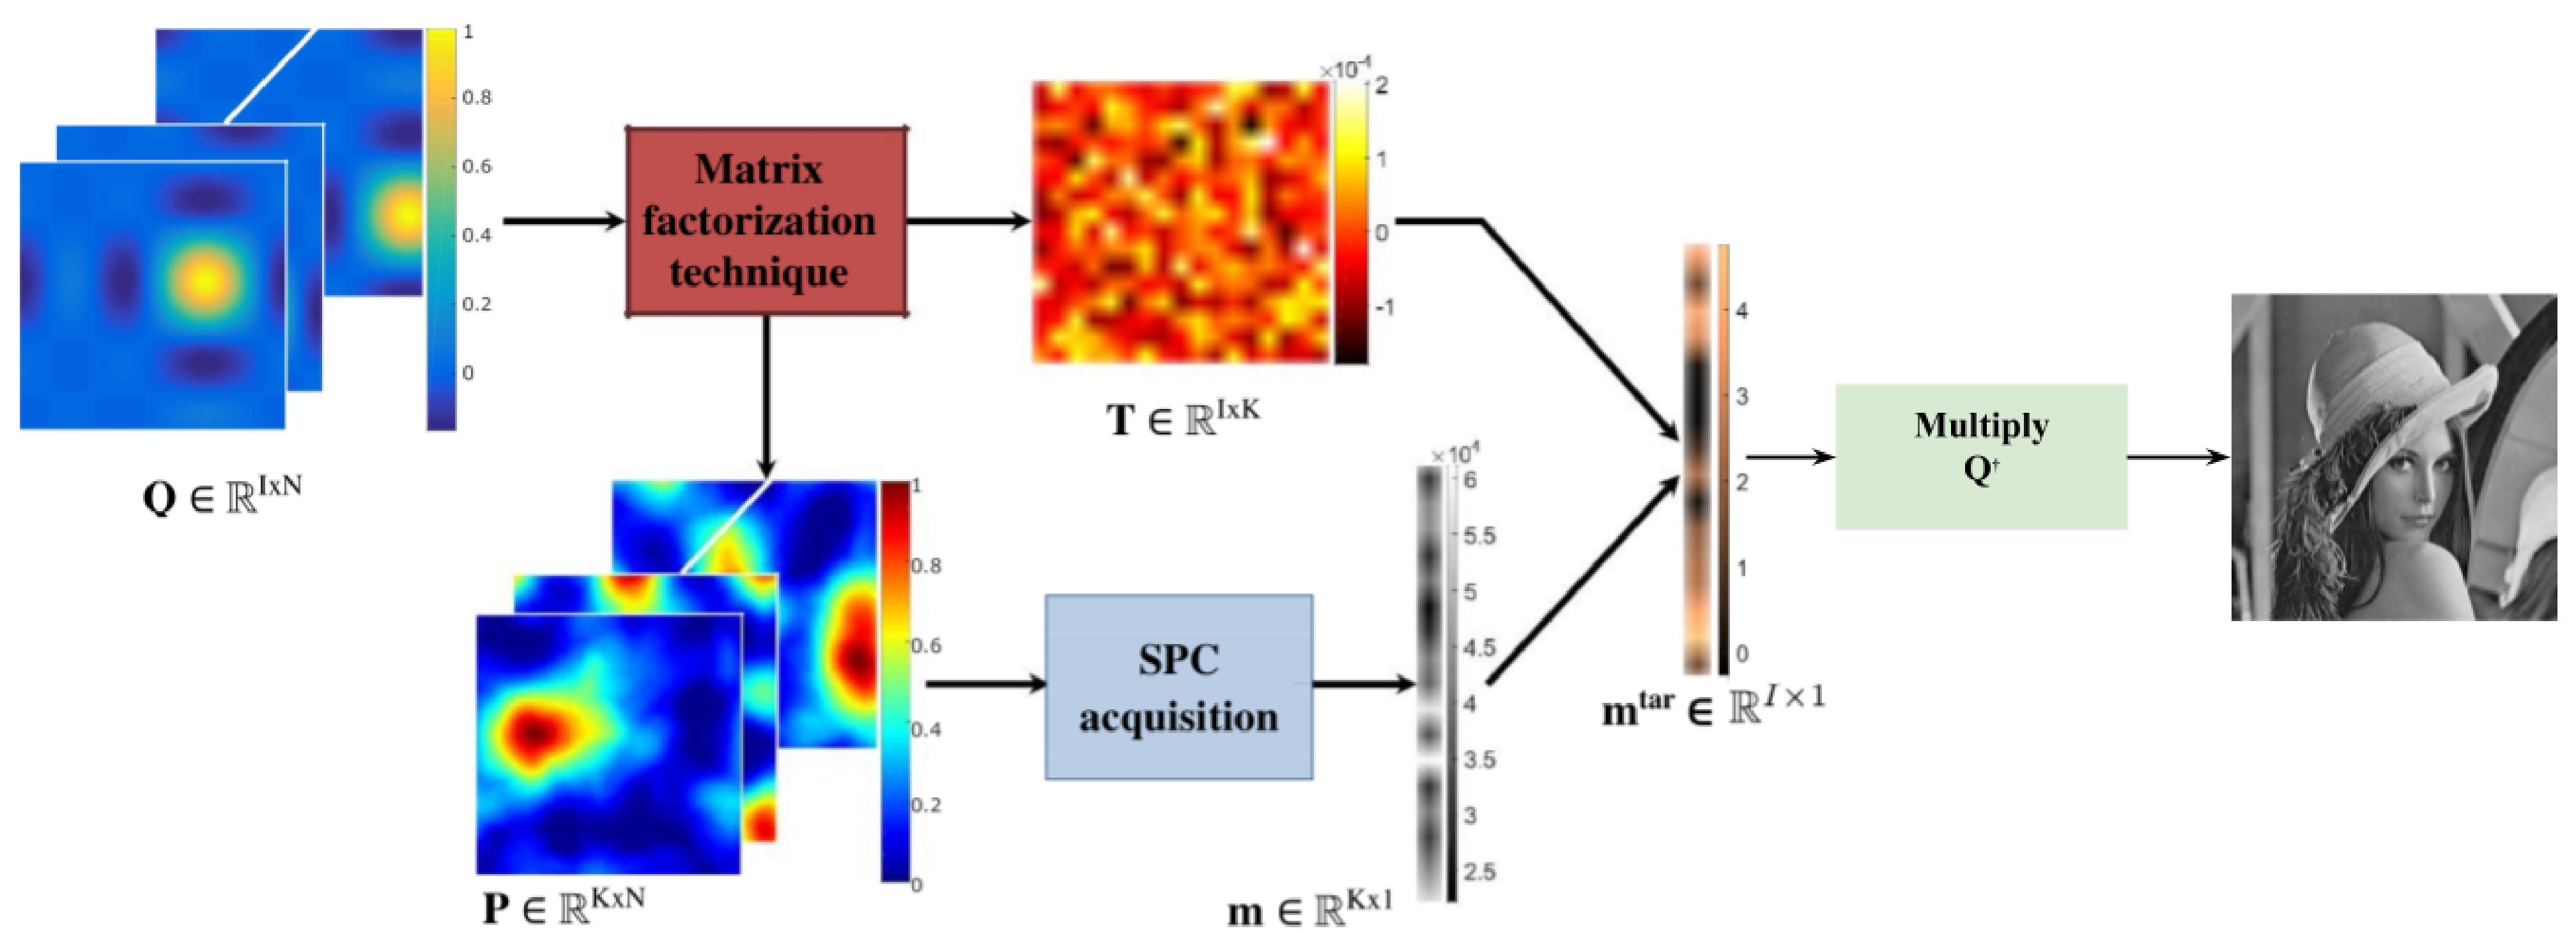 1
0.8
0.6
0.4
0.2
0
Q ∈ ℝ^IxN
Matrix
factorization
technique
×10^-4
2
1
0
-1
T ∈ ℝ^IxK
1
0.8
0.6
0.4
0.2
0
P ∈ ℝ^KxN
SPC
acquisition
×10^4
6
5.5
5
4.5
4
3.5
3
2.5
m ∈ ℝ^Kx1
4
3
2
1
0
m^tar ∈ ℝ^I×1
Multiply
Q^†